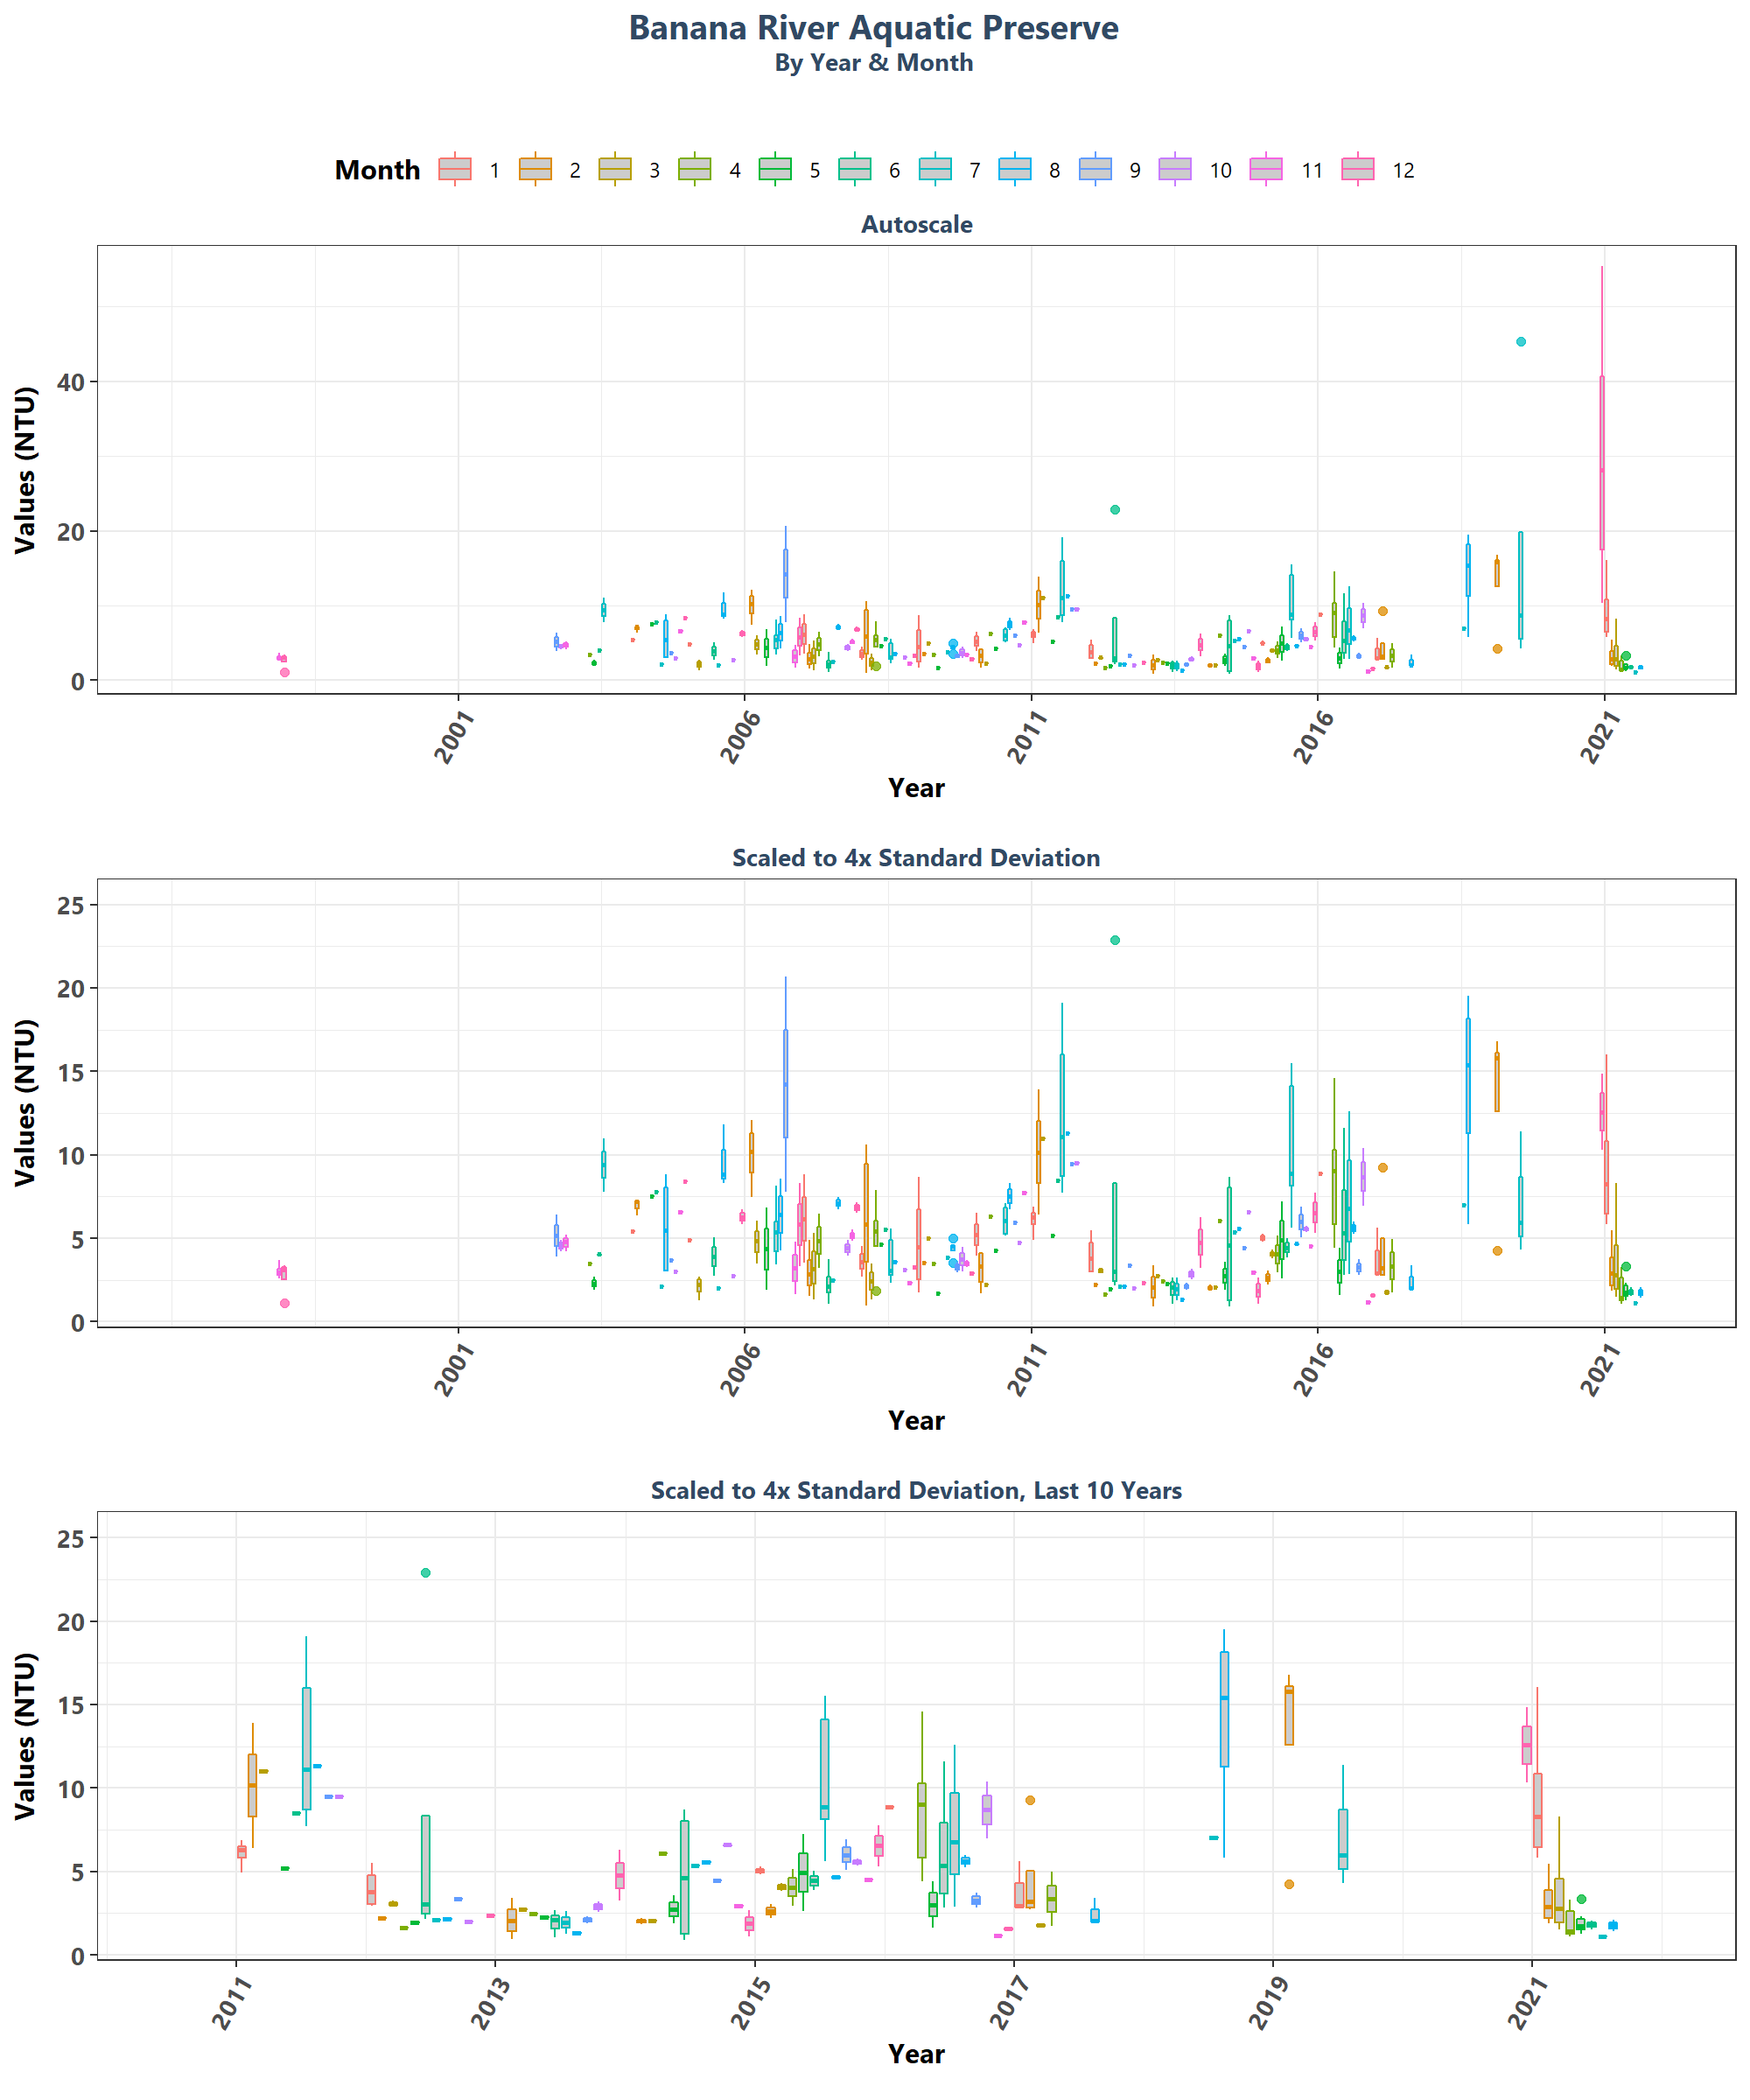 Banana River Aquatic Preserve
By Year & Month
Month 1 2 3 4 5 6 7 8 9 10 11 12
Autoscale
Values (NTU)
40
20
0
2001 2006 2011 2016 2021
Year
Scaled to 4x Standard Deviation
Values (NTU)
25
20
15
10
5
0
2001 2006 2011 2016 2021
Year
Scaled to 4x Standard Deviation, Last 10 Years
Values (NTU)
25
20
15
10
5
0
2011 2013 2015 2017 2019 2021
Year